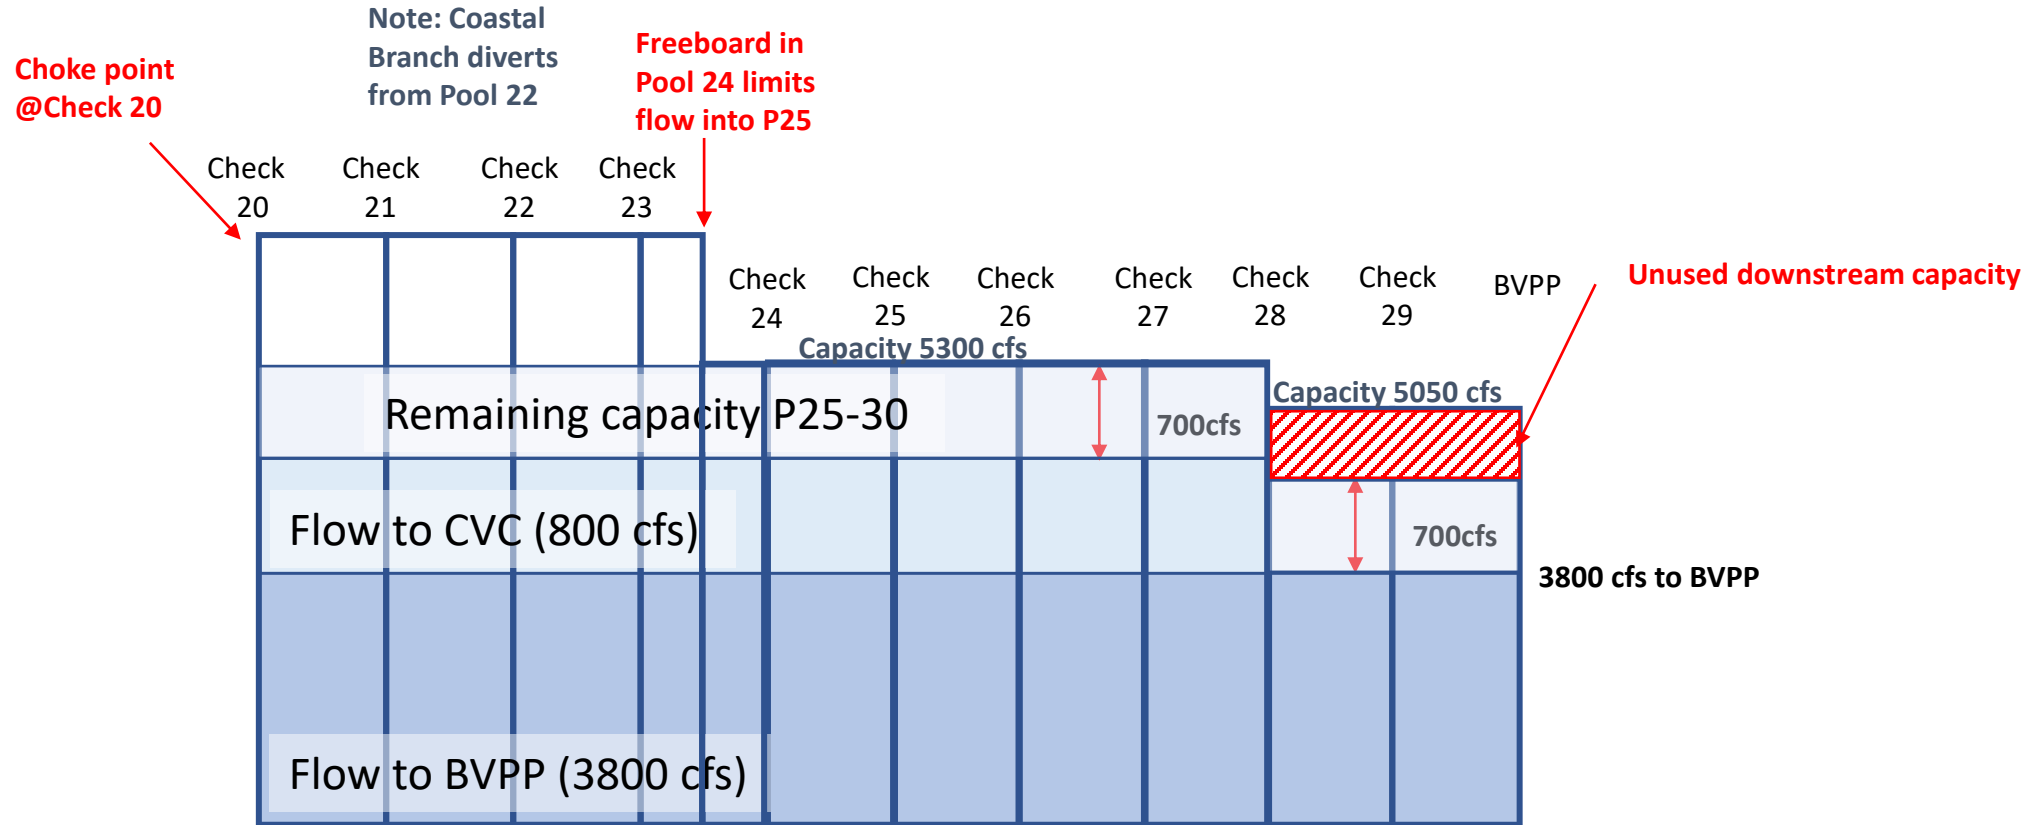 Note: Coastal
Branch diverts
from Pool 22
Freeboard in
Pool 24 limits
flow into P25
Choke point
@Check 20
Check
20
Check
21
Check
22
Check
23
Check
24
Check
25
Check
26
Check
27
Check
28
Check
29
BVPP
Unused downstream capacity
Capacity 5300 cfs
Capacity 5050 cfs
Remaining capacity P25-30
700cfs
Flow to CVC (800 cfs)
700cfs
3800 cfs to BVPP
Flow to BVPP (3800 cfs)